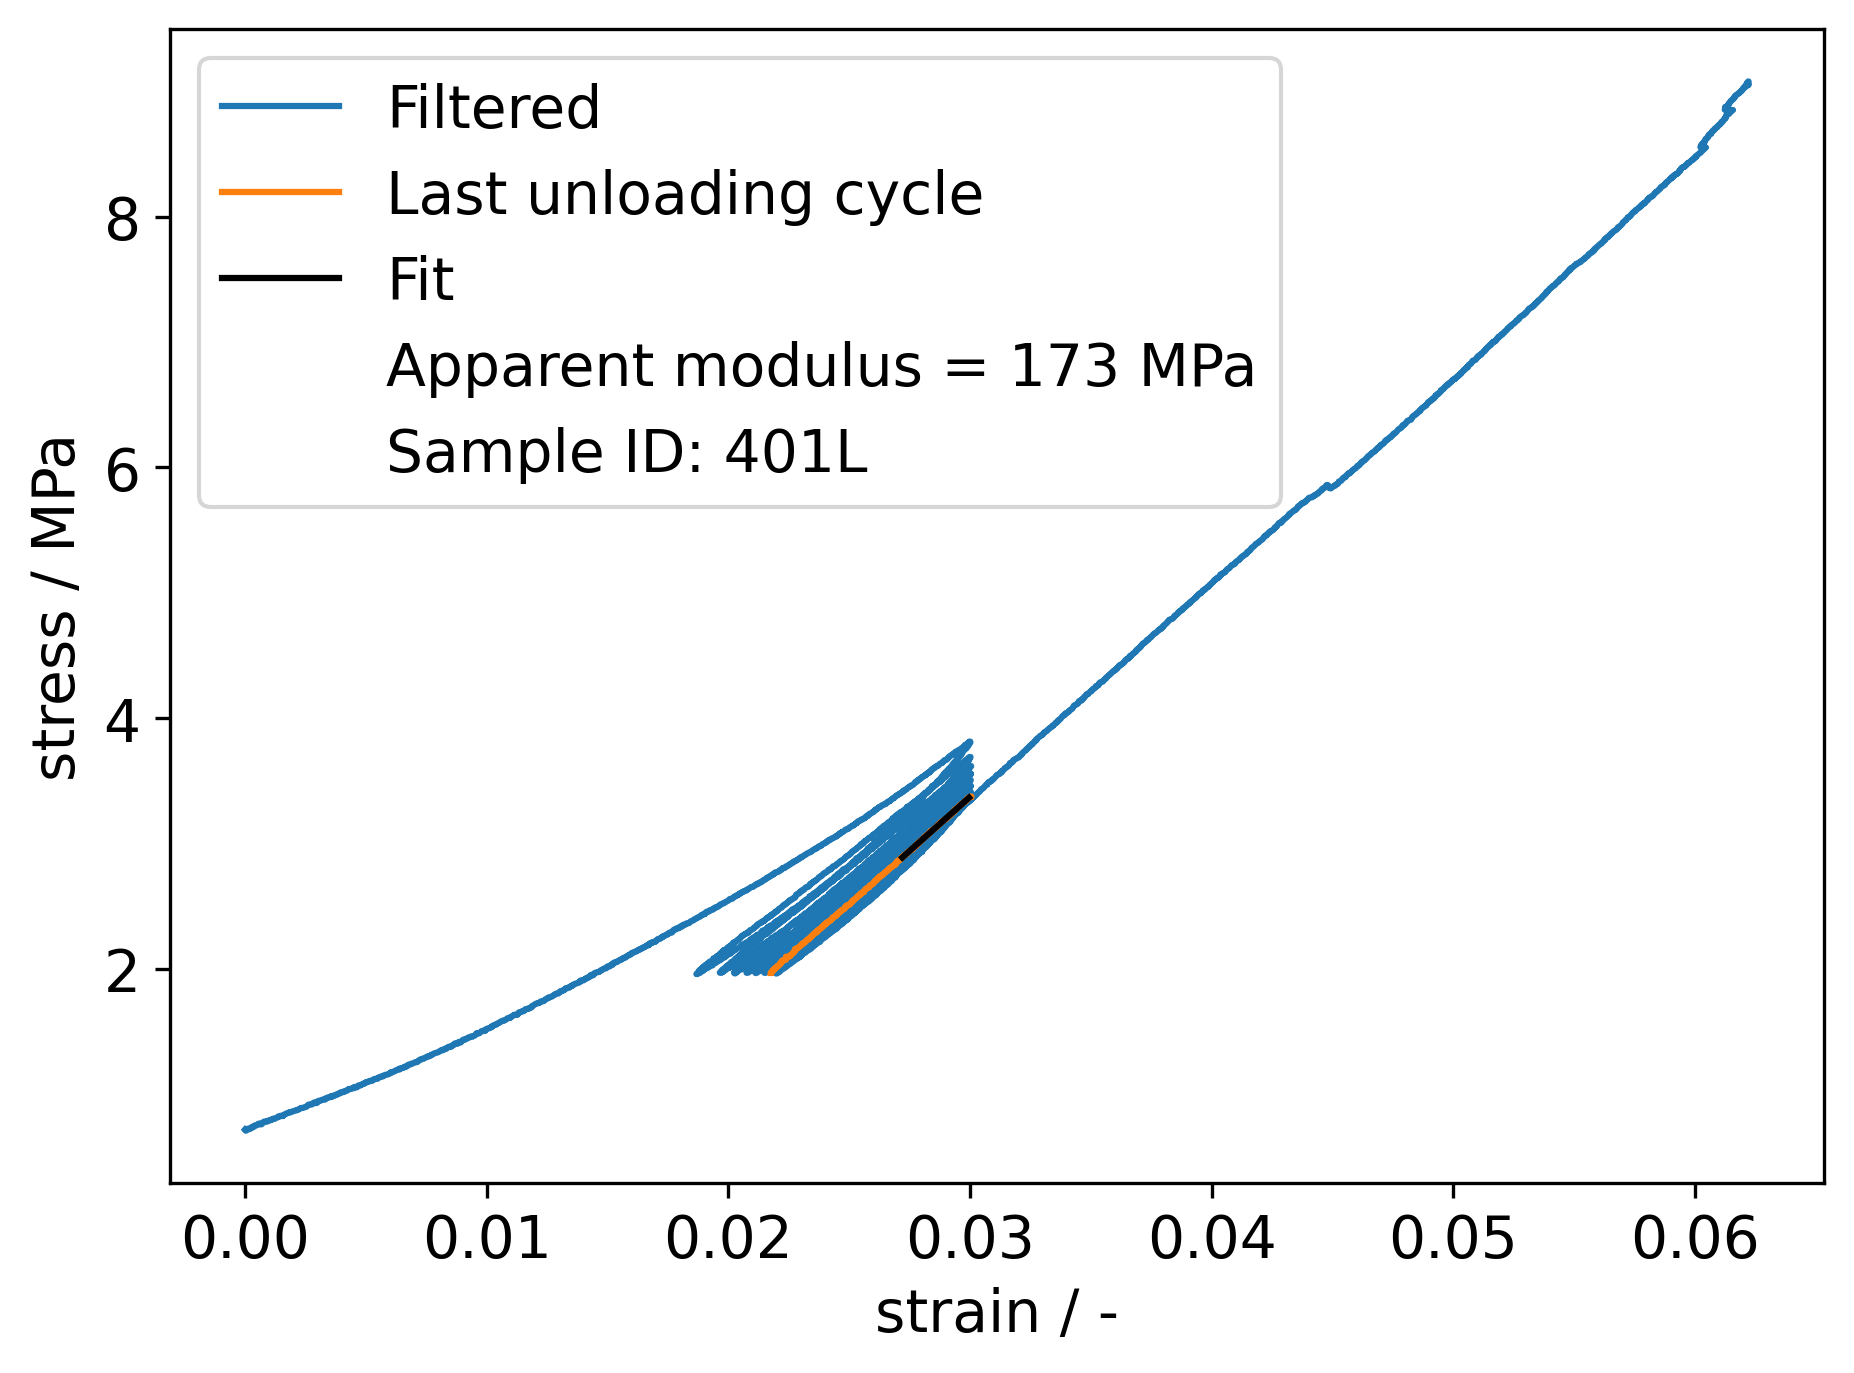 Filtered
Last unloading cycle
Fit
Apparent modulus = 173 MPa
Sample ID: 401L
8
6
4
2
stress / MPa
0.00 0.01 0.02 0.03 0.04 0.05 0.06
strain / -